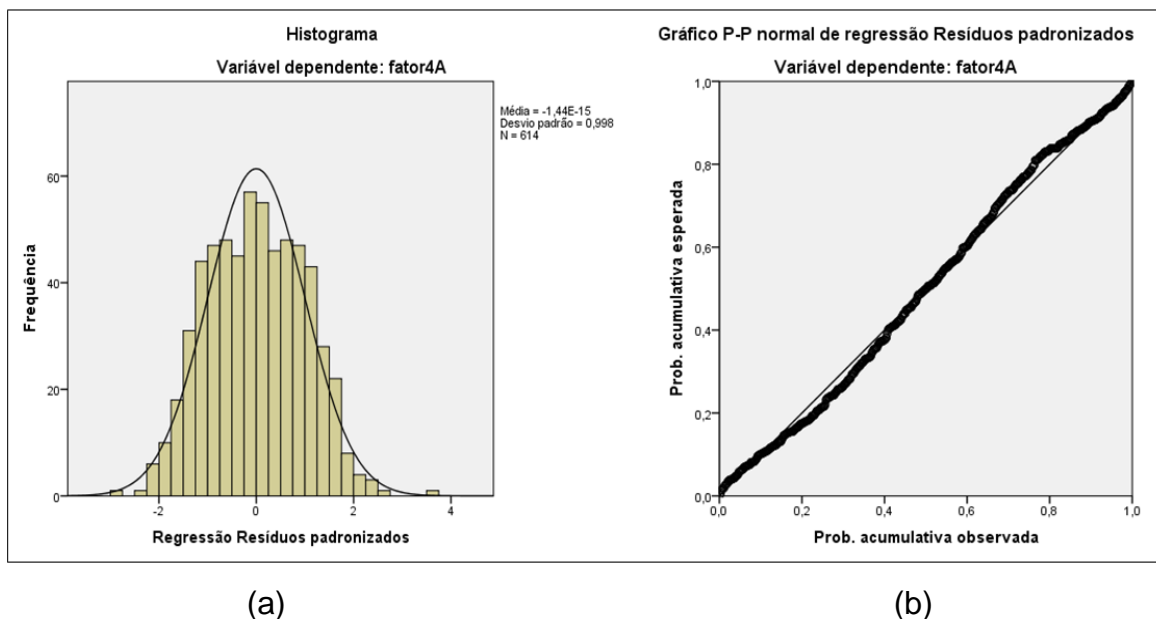 Histograma
Variável dependente: fator4A
Média = -1,44E-15
Desvio padrão = 0,998
N = 614
60
40
20
0
-2
0
2
4
Frequência
Regressão Resíduos padronizados
(a)
Gráfico P-P normal de regressão Resíduos padronizados
Variável dependente: fator4A
1,0
0,8
0,6
0,4
0,2
0,0
0,0
0,2
0,4
0,6
0,8
1,0
Prob. acumulativa esperada
Prob. acumulativa observada
(b)